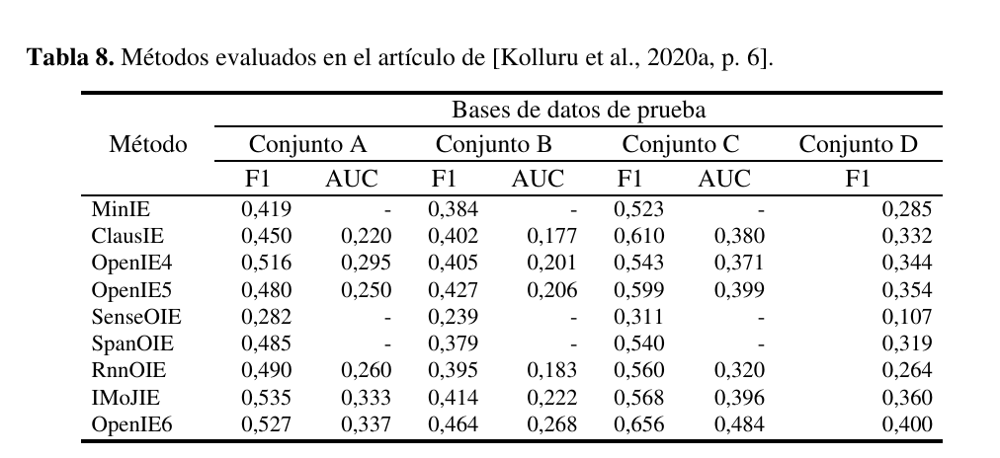 Tabla 8. Métodos evaluados en el artículo de [Kolluru et al., 2020a, p. 6].
Bases de datos de prueba
Método Conjunto A Conjunto B Conjunto C Conjunto D
F1 AUC F1 AUC F1 AUC F1
MinIE 0,419 - 0,384 - 0,523 - 0,285
ClausIE 0,450 0,220 0,402 0,177 0,610 0,380 0,332
OpenIE4 0,516 0,295 0,405 0,201 0,543 0,371 0,344
OpenIE5 0,480 0,250 0,427 0,206 0,599 0,399 0,354
SenseOIE 0,282 - 0,239 - 0,311 - 0,107
SpanOIE 0,485 - 0,379 - 0,540 - 0,319
RnnOIE 0,490 0,260 0,395 0,183 0,560 0,320 0,264
IMoJIE 0,535 0,333 0,414 0,222 0,568 0,396 0,360
OpenIE6 0,527 0,337 0,464 0,268 0,656 0,484 0,400